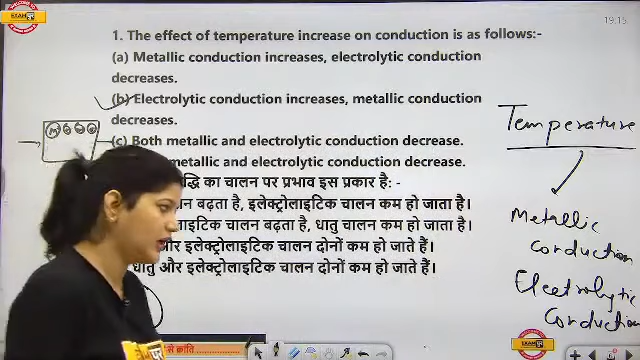 19:15
1. The effect of temperature increase on conduction is as follows:-
(a) Metallic conduction increases, electrolytic conduction
decreases.
(b) Electrolytic conduction increases, metallic conduction
decreases.
(c) Both metallic and electrolytic conduction decrease.
metallic and electrolytic conduction decrease.
का चालन पर प्रभाव इस प्रकार है: -
बढ़ता है, इलेक्ट्रोलाइटिक चालन कम हो जाता है।
चालन बढ़ता है, धातु चालन कम हो जाता है।
और इलेक्ट्रोलाइटिक चालन दोनों कम हो जाते हैं।
धातु और इलेक्ट्रोलाइटिक चालन दोनों कम हो जाते हैं।
Temperature
Metallic
Conduction
Electrolytic
Conduction
EXAM
EXAM
से क्रांति